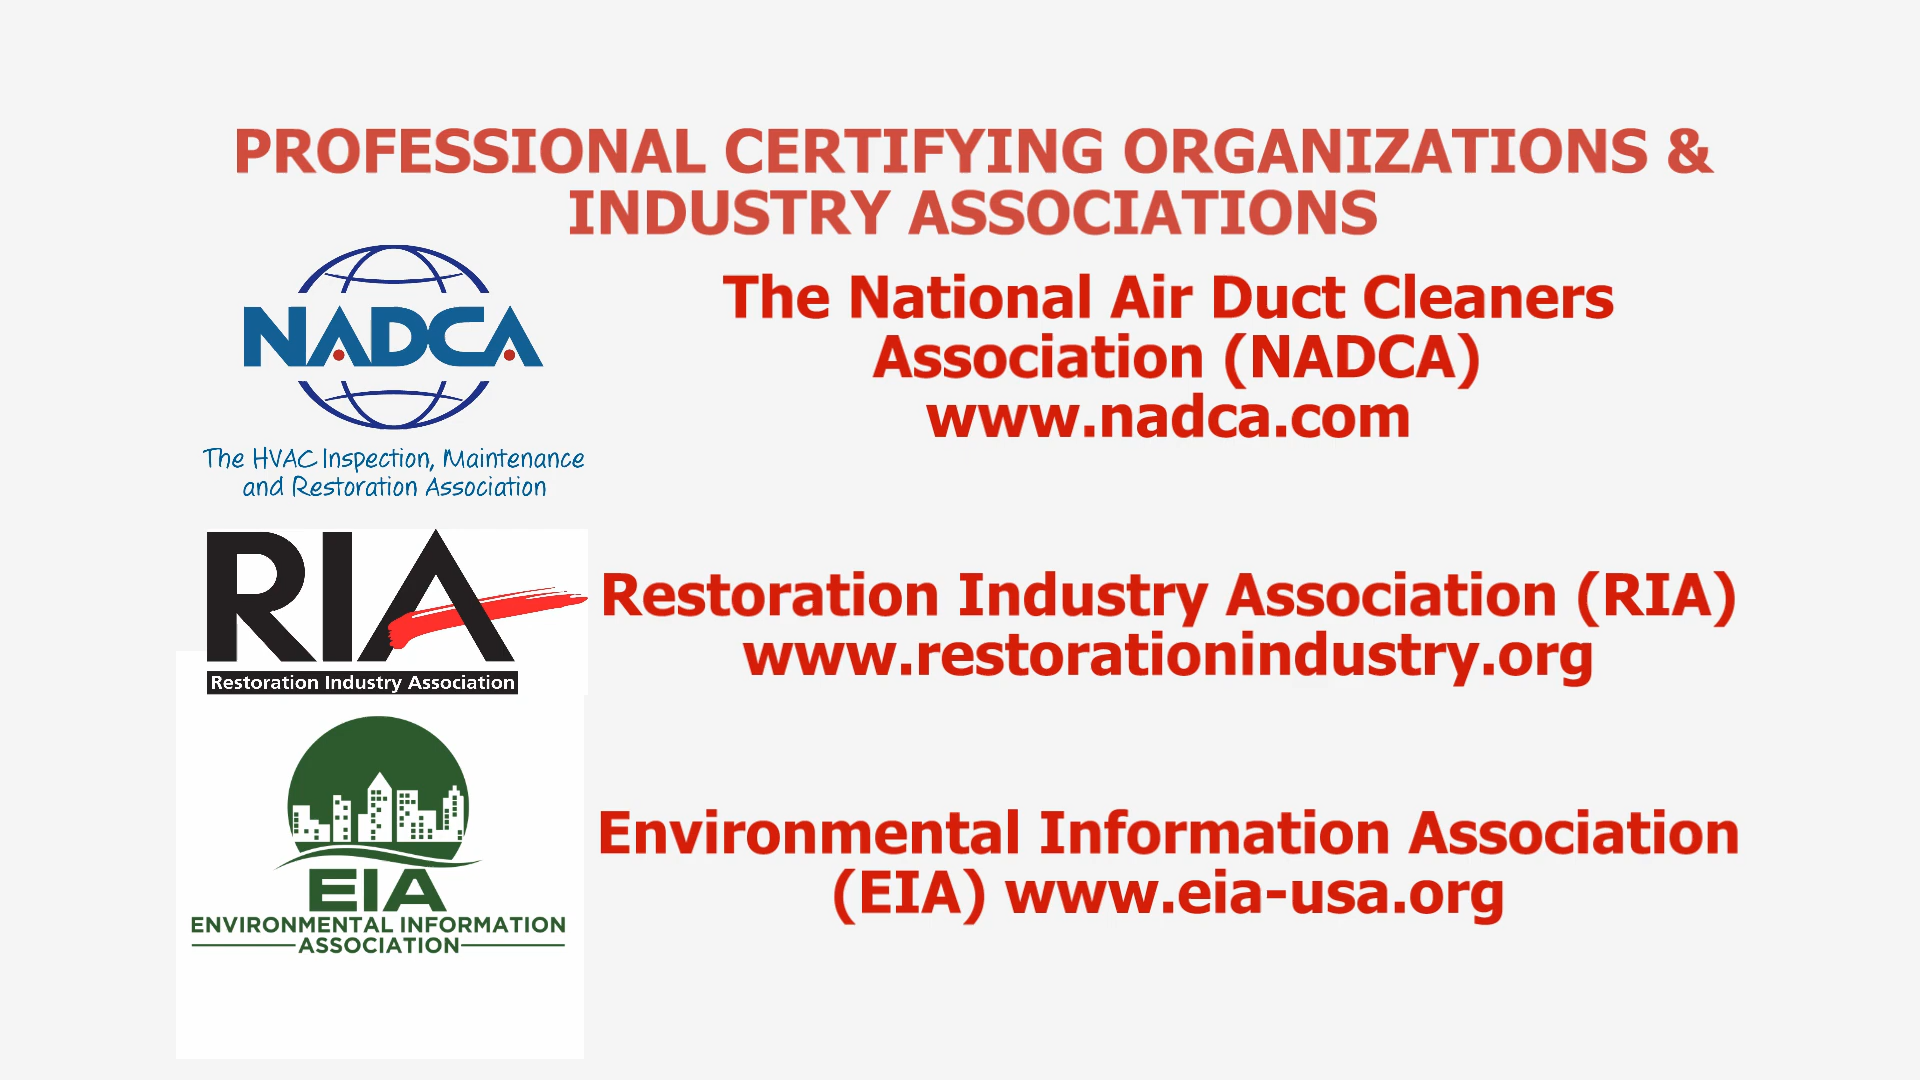 PROFESSIONAL CERTIFYING ORGANIZATIONS &
INDUSTRY ASSOCIATIONS
NADCA
The HVAC Inspection, Maintenance
and Restoration Association
The National Air Duct Cleaners
Association (NADCA)
www.nadca.com
RIA
Restoration Industry Association
Restoration Industry Association (RIA)
www.restorationindustry.org
EIA
ENVIRONMENTAL INFORMATION
ASSOCIATION
Environmental Information Association
(EIA) www.eia-usa.org